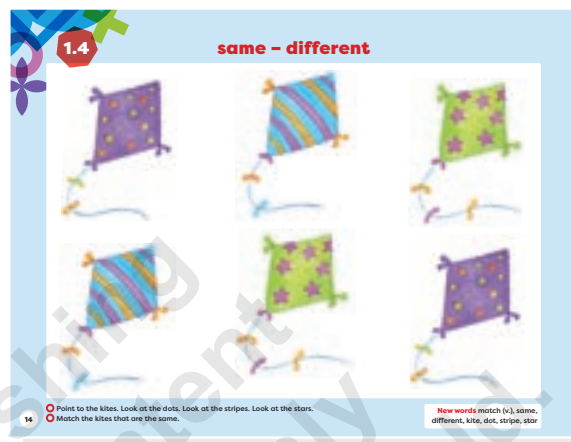 1.4
same – different
Point to the kites. Look at the dots. Look at the stripes. Look at the stars.
Match the kites that are the same.
New words match (v.), same,
different, kite, dot, stripe, star
14